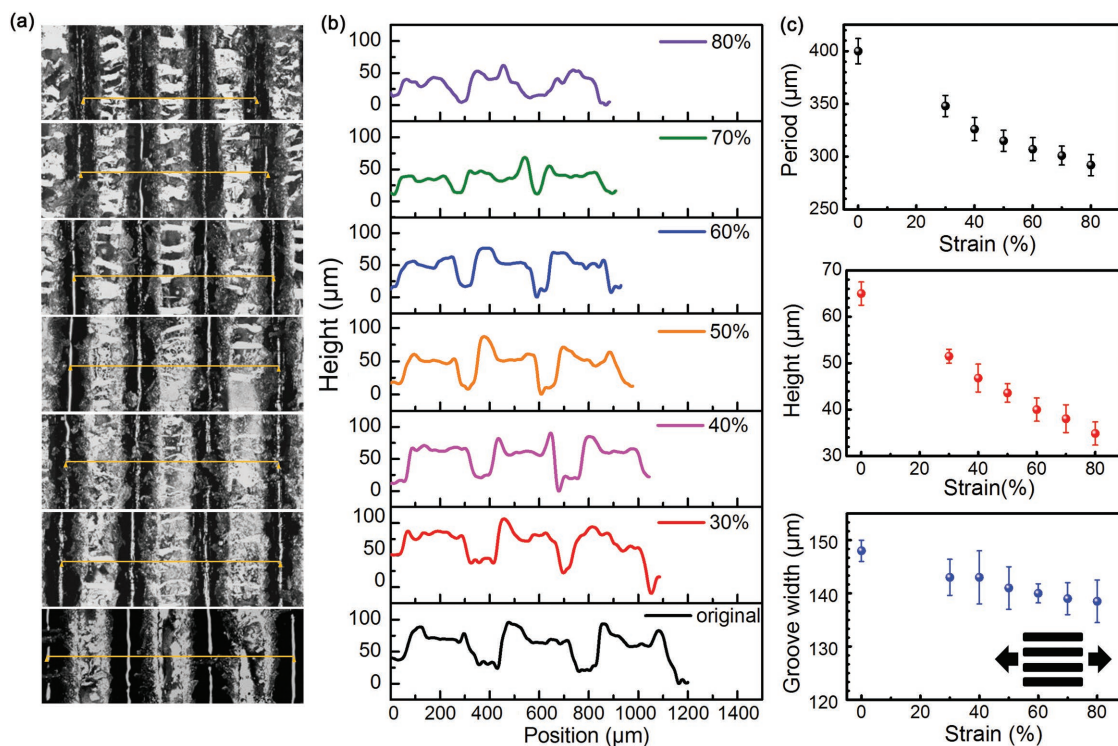 (a)
(b)
(c)
80%
100
50
0
70%
100
50
0
60%
100
50
0
50%
100
50
0
40%
100
50
0
30%
100
50
0
original
100
50
0
0 200 400 600 800 1000 1200 1400
Height (µm)
Position (µm)
400
350
300
250
0 20 40 60 80
Period (µm)
Strain (%)
70
60
50
40
30
0 20 40 60 80
Height (µm)
Strain(%)
150
140
130
120
0 20 40 60 80
Groove width (µm)
Strain (%)